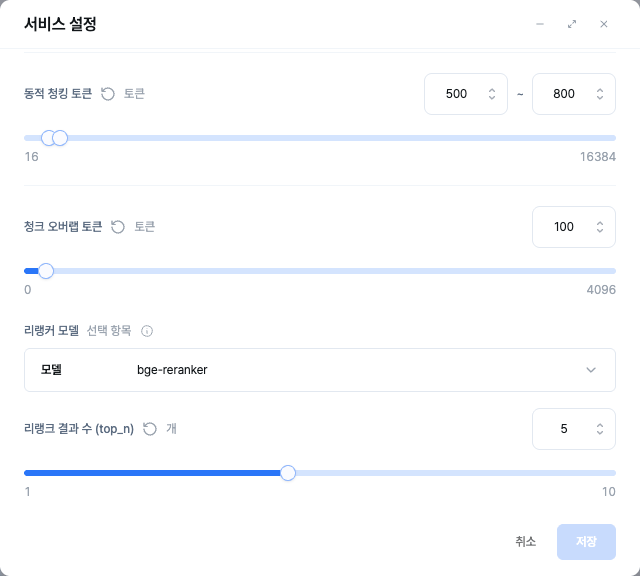 서비스 설정
동적 청킹 토큰 토큰 500 ~ 800
16 16384
청크 오버랩 토큰 토큰 100
0 4096
리랭커 모델 선택 항목
모델 bge-reranker
리랭크 결과 수 (top_n) 개 5
1 10
취소 저장